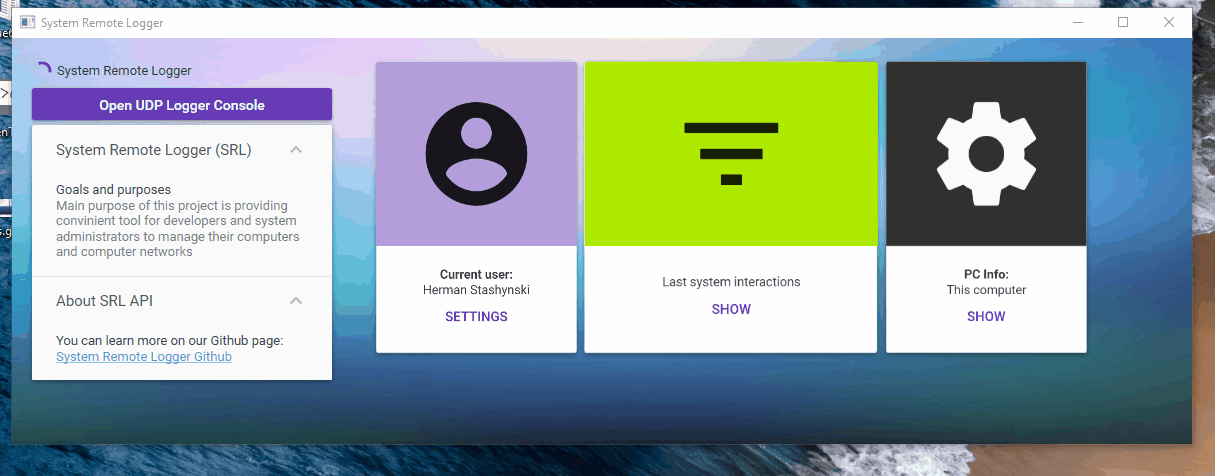 System Remote Logger
System Remote Logger
Open UDP Logger Console
System Remote Logger (SRL)
Goals and purposes
Main purpose of this project is providing
convinient tool for developers and system
administrators to manage their computers
and computer networks
About SRL API
You can learn more on our Github page:
System Remote Logger Github
Current user:
Herman Stashynski
SETTINGS
Last system interactions
SHOW
PC Info:
This computer
SHOW